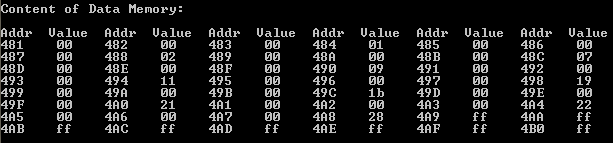 Content of Data Memory:
Addr Value Addr Value Addr Value Addr Value Addr Value Addr Value
481 00 482 00 483 00 484 01 485 00 486 00
487 00 488 02 489 00 48A 00 48B 00 48C 07
48D 00 48E 00 48F 00 490 09 491 00 492 00
493 00 494 11 495 00 496 00 497 00 498 19
499 00 49A 00 49B 00 49C 1b 49D 00 49E 00
49F 00 4A0 21 4A1 00 4A2 00 4A3 00 4A4 22
4A5 00 4A6 00 4A7 00 4A8 28 4A9 ff 4AA ff
4AB ff 4AC ff 4AD ff 4AE ff 4AF ff 4B0 ff